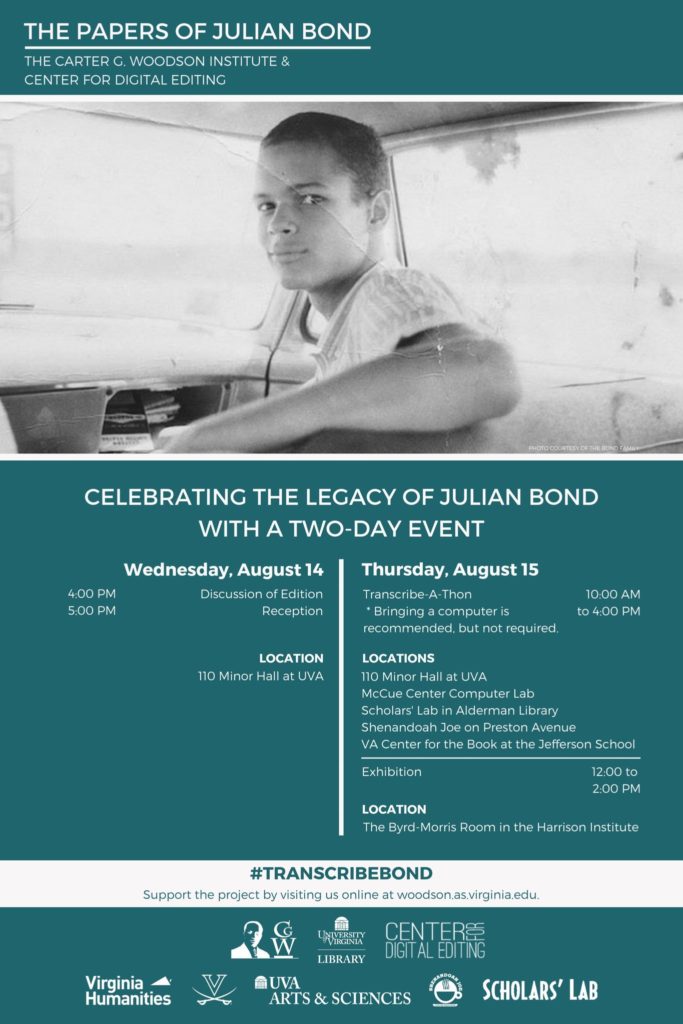 THE PAPERS OF JULIAN BOND
THE CARTER G. WOODSON INSTITUTE &
CENTER FOR DIGITAL EDITING
PHOTO COURTESY OF THE BOND FAMILY
CELEBRATING THE LEGACY OF JULIAN BOND
WITH A TWO-DAY EVENT
Wednesday, August 14
4:00 PM Discussion of Edition
5:00 PM Reception
LOCATION
110 Minor Hall at UVA
Thursday, August 15
Transcribe-A-Thon 10:00 AM
* Bringing a computer is to 4:00 PM
recommended, but not required.
LOCATIONS
110 Minor Hall at UVA
McCue Center Computer Lab
Scholars' Lab in Alderman Library
Shenandoah Joe on Preston Avenue
VA Center for the Book at the Jefferson School
Exhibition 12:00 to
2:00 PM
LOCATION
The Byrd-Morris Room in the Harrison Institute
#TRANSCRIBEBOND
Support the project by visiting us online at woodson.as.virginia.edu.
CGW
UNIVERSITY
of VIRGINIA
LIBRARY
CENTER FOR
DIGITAL EDITING
Virginia
Humanities
V
UVA
ARTS & SCIENCES
SHENANDOAH JOE
SCHOLARS' LAB